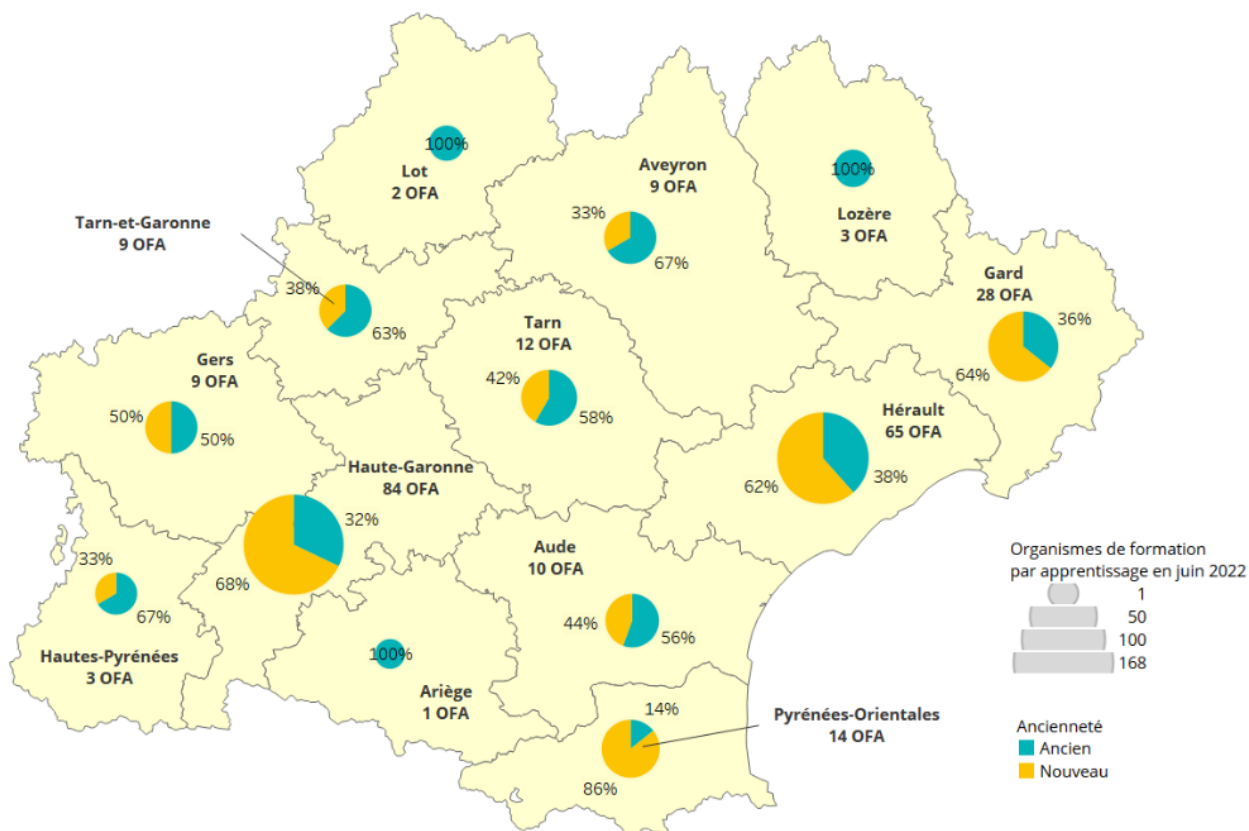 100%
Lot
2 OFA
Aveyron
9 OFA
33%
67%
100%
Lozère
3 OFA
Tarn-et-Garonne
9 OFA
38%
63%
Gard
28 OFA
36%
64%
Tarn
12 OFA
42%
58%
Gers
9 OFA
50%
50%
Hérault
65 OFA
62%
38%
Haute-Garonne
84 OFA
32%
68%
Aude
10 OFA
44%
56%
33%
67%
Hautes-Pyrénées
3 OFA
100%
Ariège
1 OFA
14%
86%
Pyrénées-Orientales
14 OFA
Organismes de formation
par apprentissage en juin 2022
1
50
100
168
Ancienneté
Ancien
Nouveau